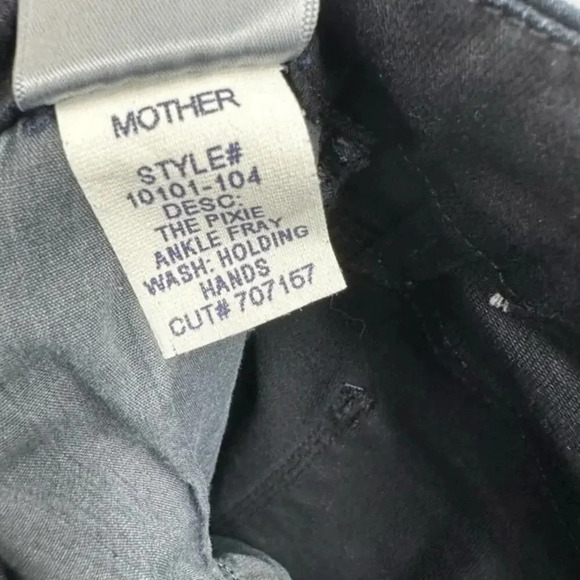 MOTHER
STYLE#
10101-104
DESC:
THE PIXIE
ANKLE FRAY
WASH: HOLDING
HANDS
CUT# 707157